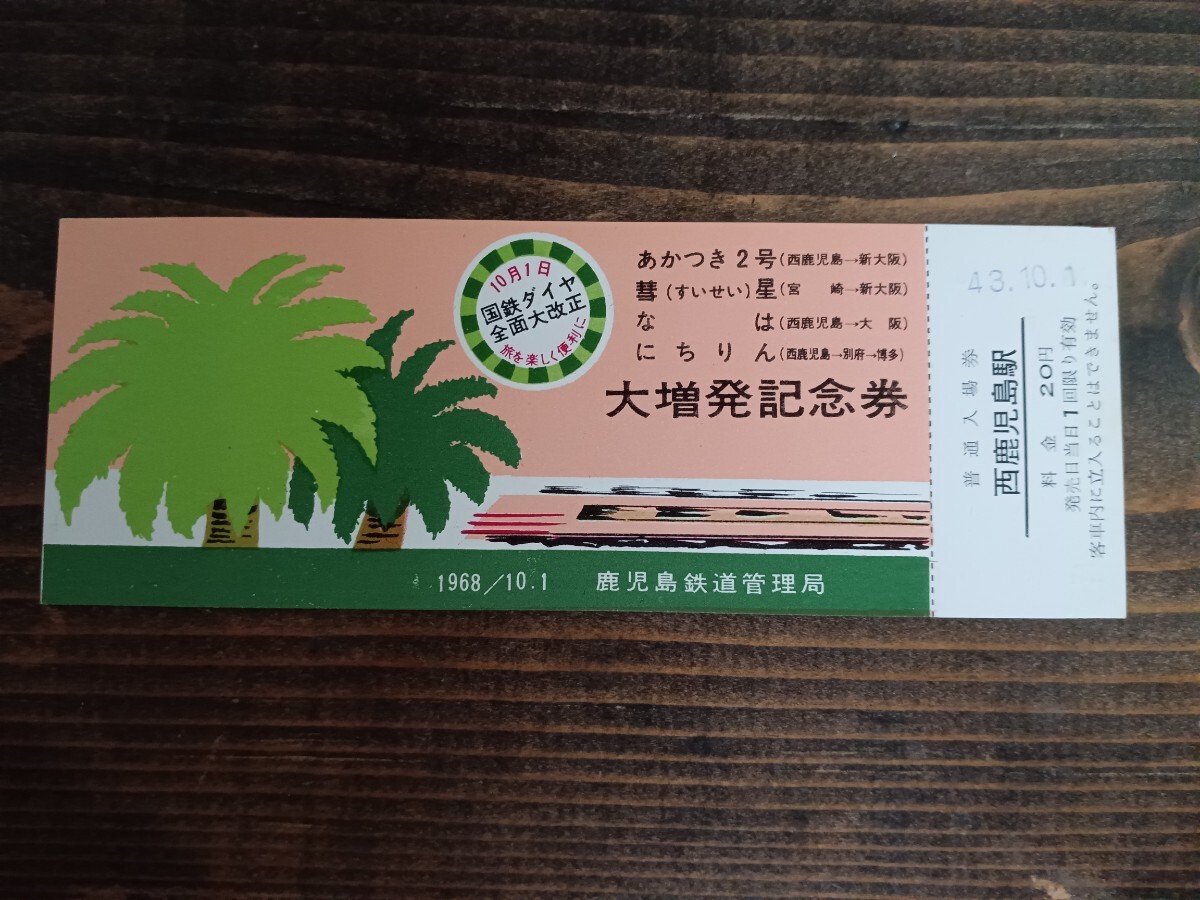 10月1日
国鉄ダイヤ
全面大改正
旅を楽しく便利に
あかつき2号(西鹿児島→新大阪)
彗(すいせい)星(宮崎→新大阪)
なは(西鹿児島→大阪)
にちりん(西鹿児島→別府→博多)
大増発記念券
1968/10.1 鹿児島鉄道管理局
43.10.1
普通入場券
西鹿児島駅
料金 20円
発売日当日1回限り有効
客車内に立入ることはできません。